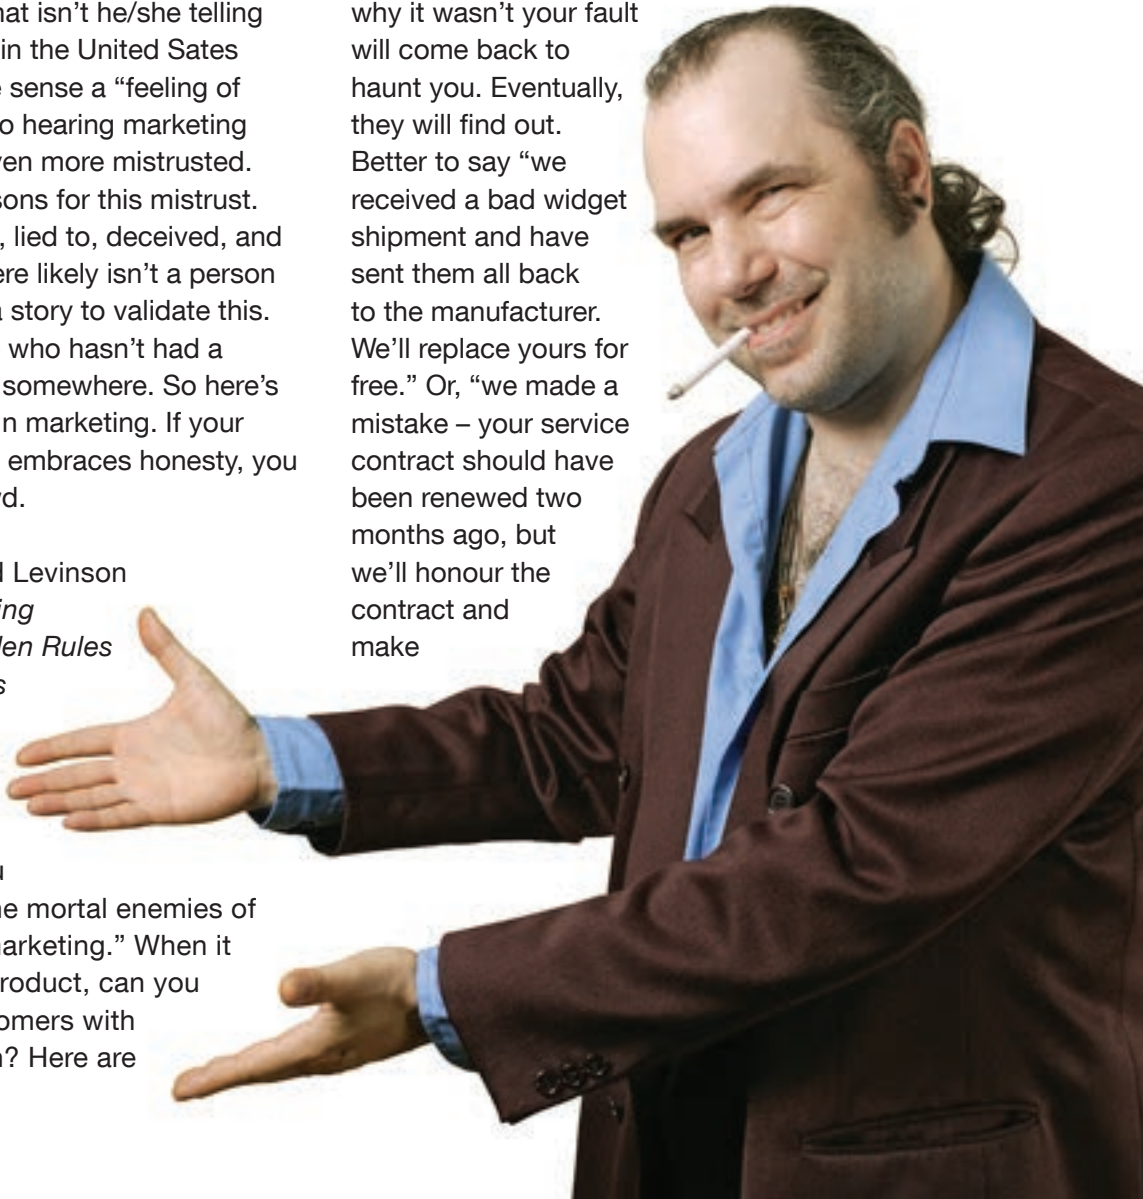 hat isn't he/she telling
in the United Sates
e sense a “feeling of
o hearing marketing
ven more mistrusted.
sons for this mistrust.
, lied to, deceived, and
ere likely isn't a person
a story to validate this.
who hasn't had a
somewhere. So here's
n marketing. If your
embraces honesty, you
d.
d Levinson
ing
den Rules
s
u
e mortal enemies of
arketing.” When it
roduct, can you
omers with
n? Here are
why it wasn't your fault
will come back to
haunt you. Eventually,
they will find out.
Better to say “we
received a bad widget
shipment and have
sent them all back
to the manufacturer.
We'll replace yours for
free.” Or, “we made a
mistake – your service
contract should have
been renewed two
months ago, but
we'll honour the
contract and
make